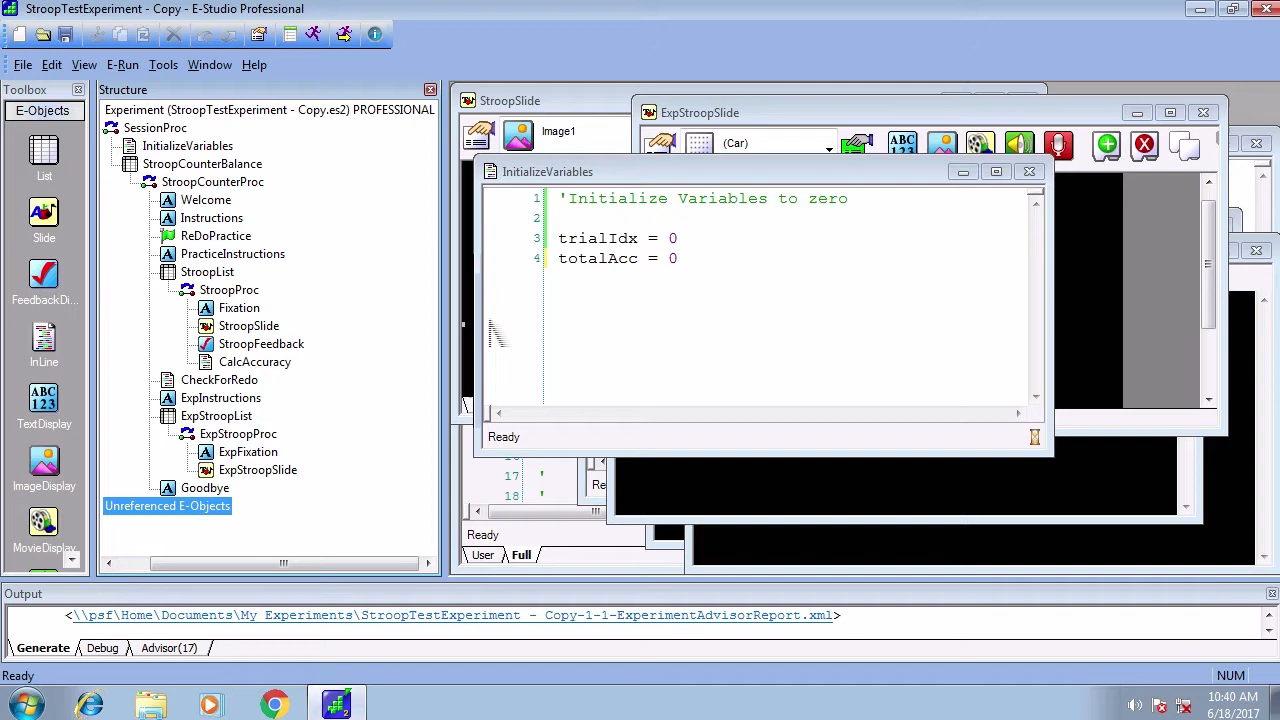 StroopTestExperiment - Copy - E-Studio Professional
File Edit View E-Run Tools Window Help
Toolbox
E-Objects
List
Slide
FeedbackDi...
InLine
ABC
123
TextDisplay
ImageDisplay
MovieDisplay
Structure
Experiment (StroopTestExperiment - Copy.es2) PROFESSIONAL
SessionProc
InitializeVariables
StroopCounterBalance
StroopCounterProc
Welcome
Instructions
ReDoPractice
PracticeInstructions
StroopList
StroopProc
Fixation
StroopSlide
StroopFeedback
CalcAccuracy
CheckForRedo
ExpInstructions
ExpStroopList
ExpStroopProc
ExpFixation
ExpStroopSlide
Goodbye
Unreferenced E-Objects
StroopSlide
Image1
ExpStroopSlide
(Car)
ABC
123
InitializeVariables
1 'Initialize Variables to zero
2
3 trialIdx = 0
4 totalAcc = 0
Ready
17 '
18 '
Re
Ready
User Full
Output
<\\psf\Home\Documents\My Experiments\StroopTestExperiment - Copy-1-1-ExperimentAdvisorReport.xml>
Generate Debug Advisor(17)
Ready
NUM
10:40 AM
6/18/2017